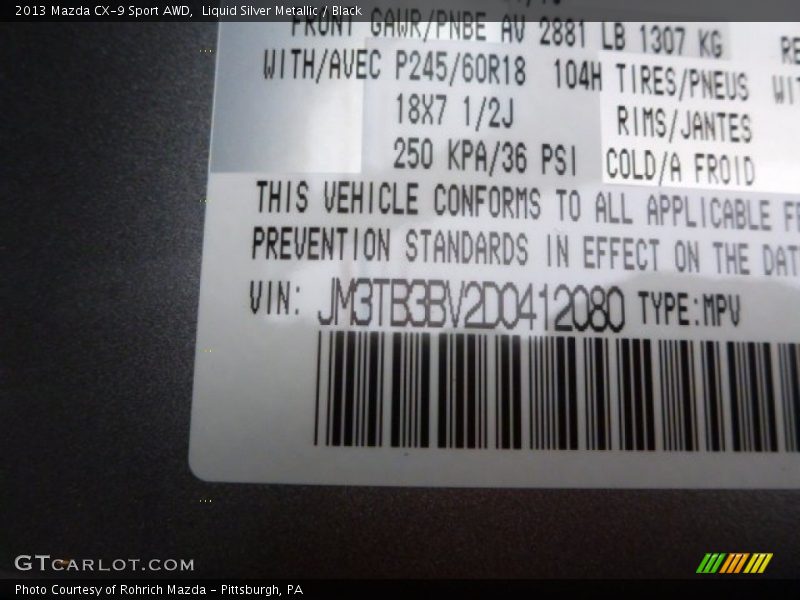 2013 Mazda CX-9 Sport AWD,  Liquid Silver Metallic / Black
FRONT GAWR/PNBE AV 2881 LB 1307 KG
WITH/AVEC P245/60R18 104H TIRES/PNEUS
18X7 1/2J RIMS/JANTES
250 KPA/36 PSI COLD/A FROID
THIS VEHICLE CONFORMS TO ALL APPLICABLE
PREVENTION STANDARDS IN EFFECT ON THE
VIN: JM3TB3BV2D0412080 TYPE:MPV
GTCARLOT.COM
Photo Courtesy of Rohrich Mazda - Pittsburgh, PA